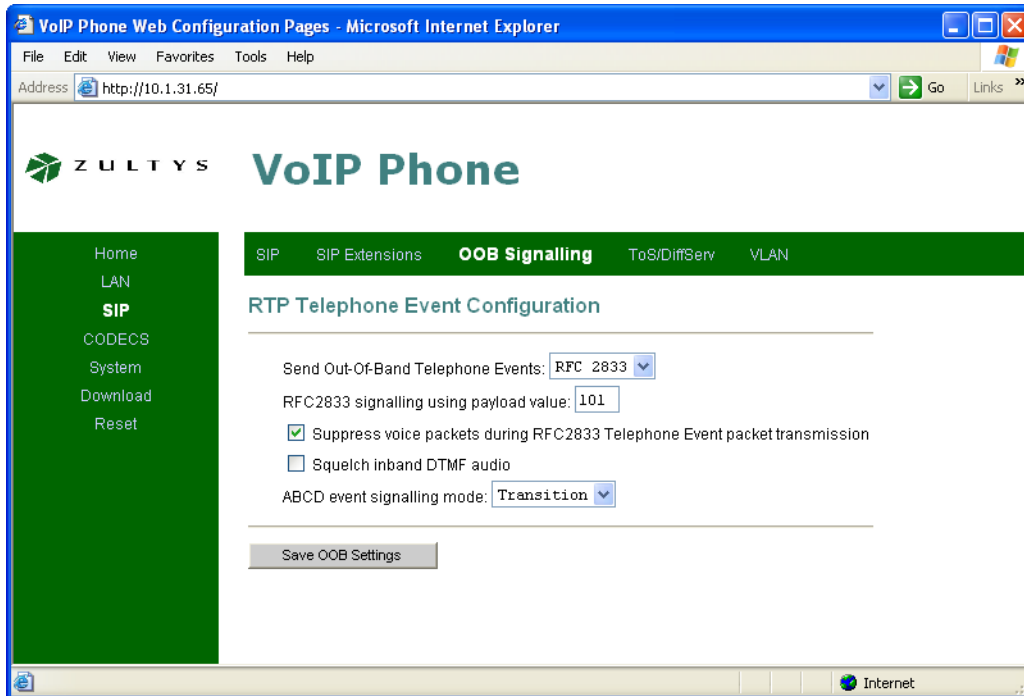 VoIP Phone Web Configuration Pages - Microsoft Internet Explorer
File Edit View Favorites Tools Help
Address http://10.1.31.65/ Go Links »
ZULTYS VoIP Phone
Home
LAN
SIP
CODECS
System
Download
Reset
SIP SIP Extensions OOB Signalling ToS/DiffServ VLAN
RTP Telephone Event Configuration
Send Out-Of-Band Telephone Events: RFC 2833
RFC2833 signalling using payload value: 101
Suppress voice packets during RFC2833 Telephone Event packet transmission
Squelch inband DTMF audio
ABCD event signalling mode: Transition
Save OOB Settings
Internet